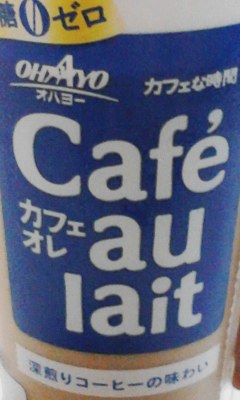 糖0ゼロ
OHAYO
オハヨー
カフェな時間
Café
カフェ
オレ
au
lait
深煎りコーヒーの味わい